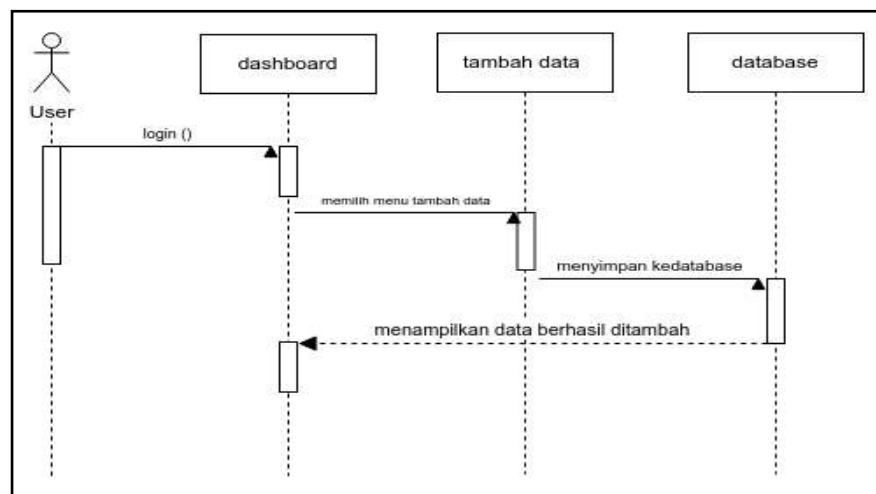 dashboard
tambah data
database
User
login ()
memilih menu tambah data
menyimpan kedatabase
menampilkan data berhasil ditambah